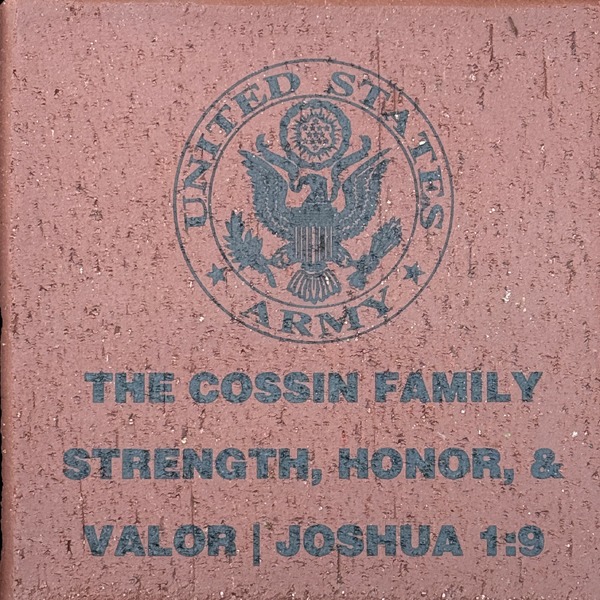 UNITED STATES
ARMY
THE COSSIN FAMILY
STRENGTH, HONOR, &
VALOR | JOSHUA 1:9